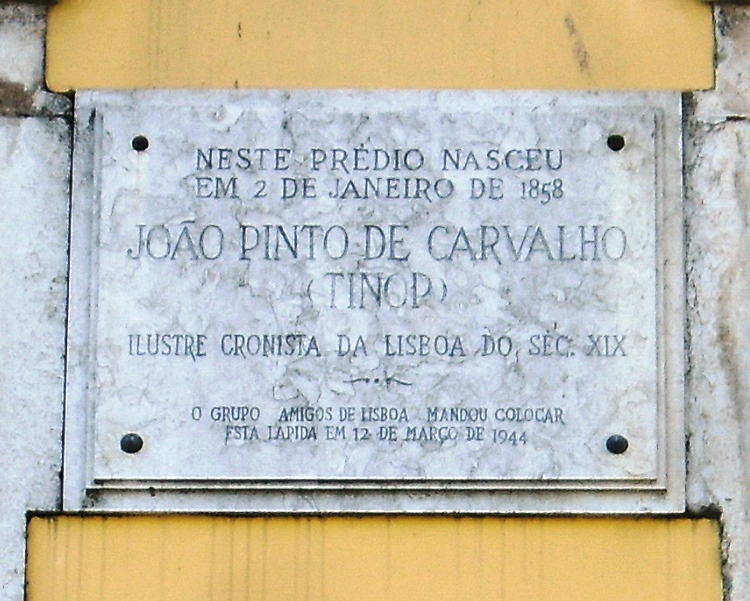 NESTE PRÉDIO NASCEU
EM 2 DE JANEIRO DE 1858
JOÃO PINTO DE CARVALHO
(TINOP)
ILUSTRE CRONISTA DA LISBOA DO SÉC. XIX
O GRUPO AMIGOS DE LISBOA MANDOU COLOCAR
ESTA LÁPIDA EM 12 DE MARÇO DE 1944